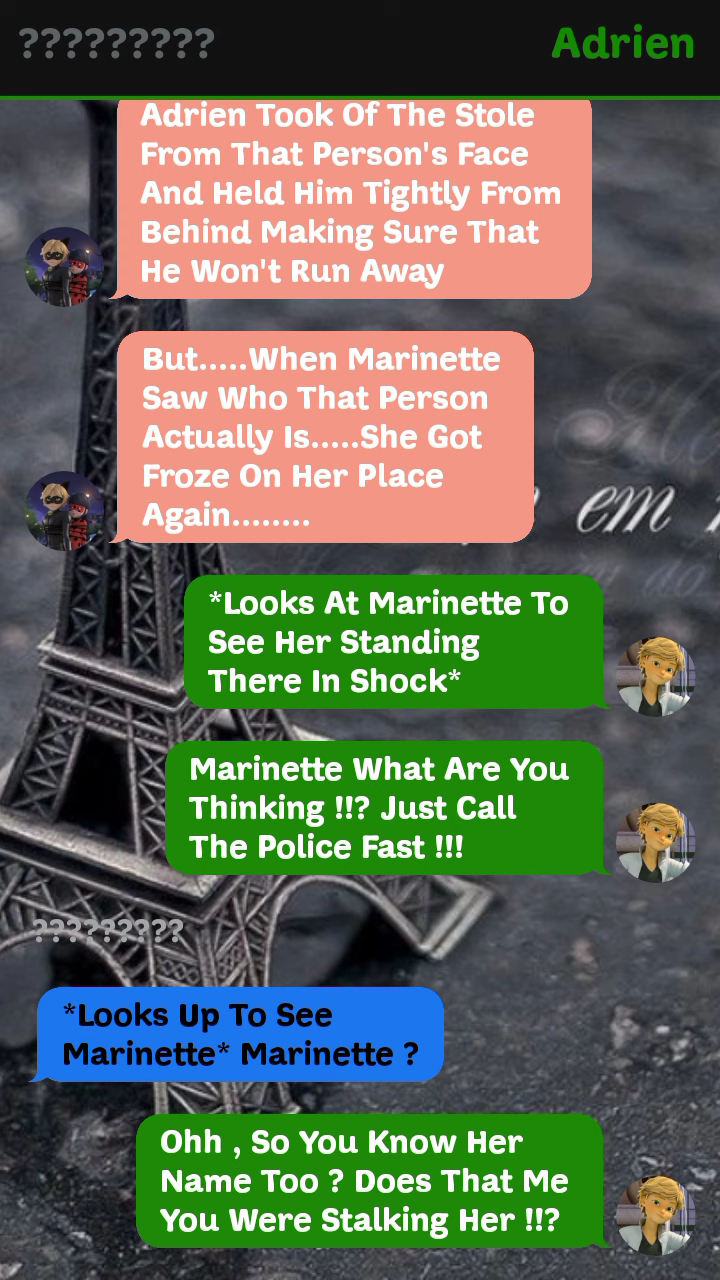 ?????????
Adrien
Adrien Took Of The Stole
From That Person's Face
And Held Him Tightly From
Behind Making Sure That
He Won't Run Away
But.....When Marinette
Saw Who That Person
Actually Is.....She Got
Froze On Her Place
Again........
em
*Looks At Marinette To
See Her Standing
There In Shock*
Marinette What Are You
Thinking !!? Just Call
The Police Fast !!!
?????????
*Looks Up To See
Marinette* Marinette ?
Ohh , So You Know Her
Name Too ? Does That Me
You Were Stalking Her !!?